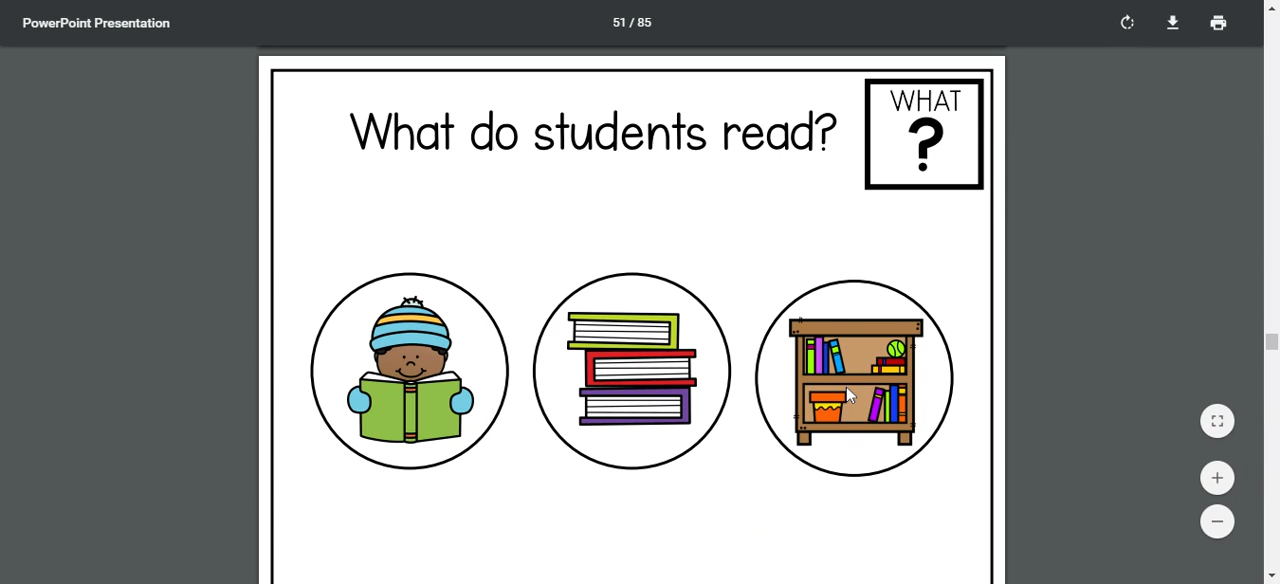 PowerPoint Presentation
51 / 85
What do students read?
WHAT
?